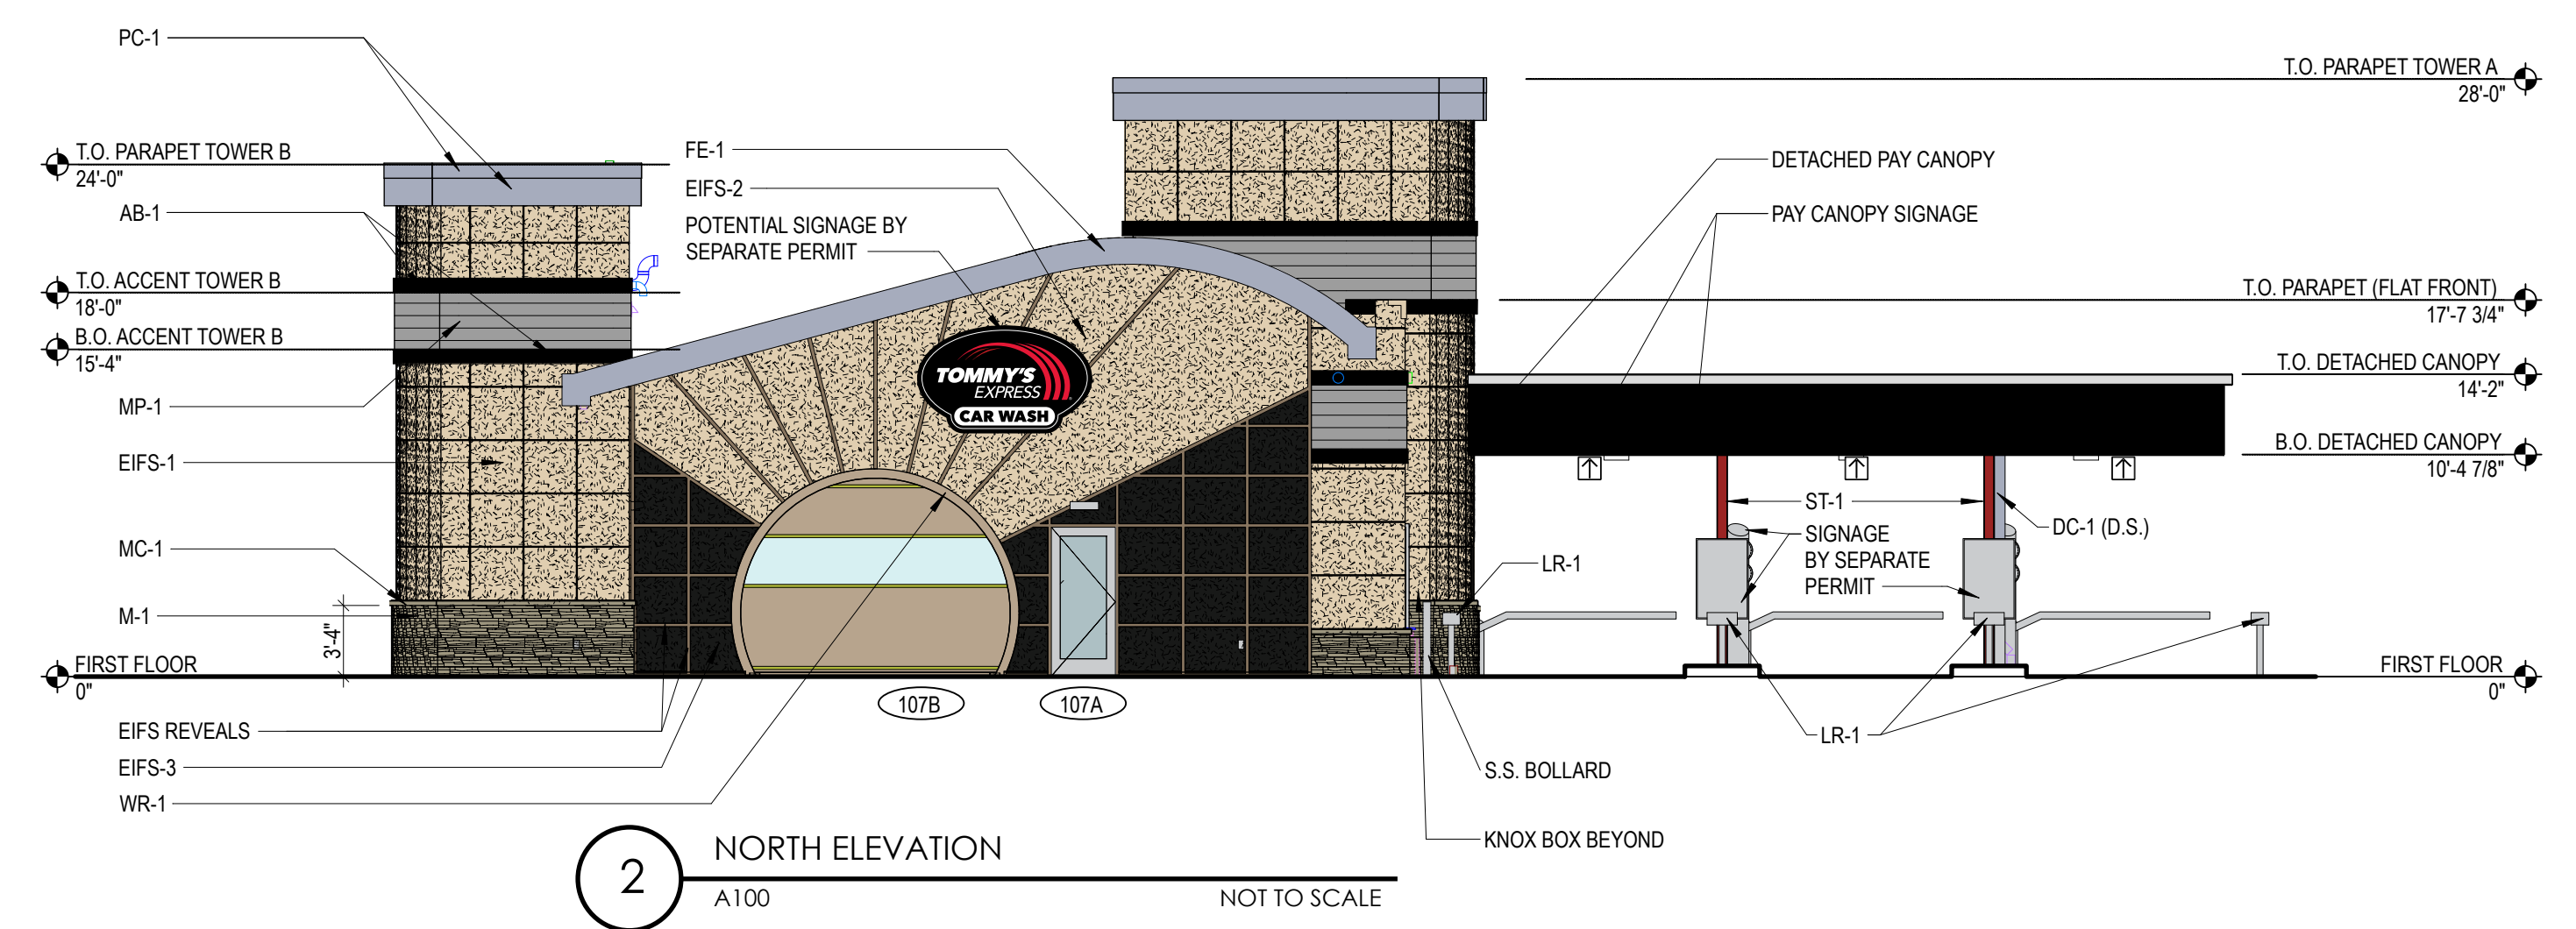 PC-1
T.O. PARAPET TOWER B
24'-0"
AB-1
T.O. ACCENT TOWER B
18'-0"
B.O. ACCENT TOWER B
15'-4"
MP-1
EIFS-1
MC-1
M-1
3'-4"
FIRST FLOOR
0"
EIFS REVEALS
EIFS-3
WR-1
FE-1
EIFS-2
POTENTIAL SIGNAGE BY
SEPARATE PERMIT
TOMMY'S
EXPRESS
CAR WASH
107B
107A
T.O. PARAPET TOWER A
28'-0"
DETACHED PAY CANOPY
PAY CANOPY SIGNAGE
T.O. PARAPET (FLAT FRONT)
17'-7 3/4"
T.O. DETACHED CANOPY
14'-2"
B.O. DETACHED CANOPY
10'-4 7/8"
ST-1
DC-1 (D.S.)
SIGNAGE
BY SEPARATE
PERMIT
LR-1
FIRST FLOOR
0"
LR-1
S.S. BOLLARD
KNOX BOX BEYOND
2
NORTH ELEVATION
A100
NOT TO SCALE